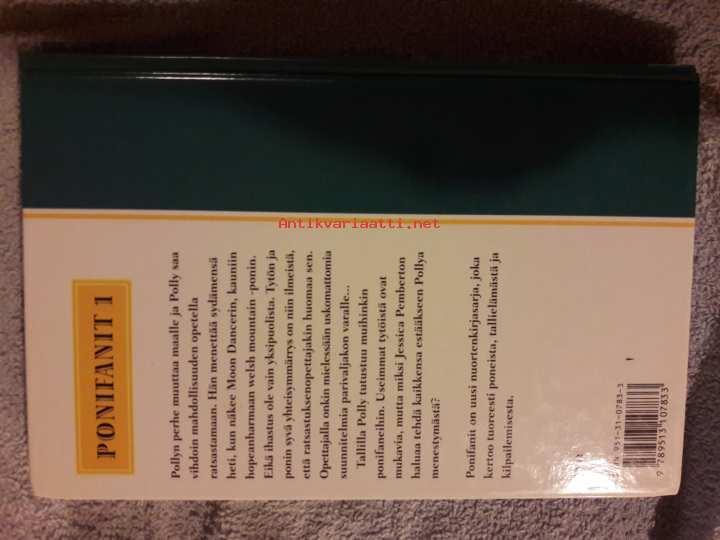 PONIFANIT 1
Pollyn perhe muuttaa maalle ja Polly saa
vihdoin mahdollisuuden opetella
ratsastamaan. Hän menettää sydämensä
heti, kun näkee Moon Dancerin, kauniin
hopeanharmaan welsh mountain -ponin.
Eikä ihastus ole vain yksipuolista. Tytön ja
ponin syvä yhteisymmärrys on niin ilmeistä,
että ratsastuksenopettajakin huomaa sen.
Opettajalla onkin mielessään uskomattomia
suunnitelmia parivaljakon varalle...
Tallilla Polly tutustuu muihinkin
ponifaneihin. Useimmat tytöistä ovat
mukavia, mutta miksi Jessica Pemberton
haluaa tehdä kaikkensa estääkseen Pollya
menestymästä?
Ponifanit on uusi nuortenkirjasarja, joka
kertoo tuoreesti poneista, tallielämästä ja
kilpailemisesta.
951-31-0783-3
9 789513 107833
Antikvariaatti.net